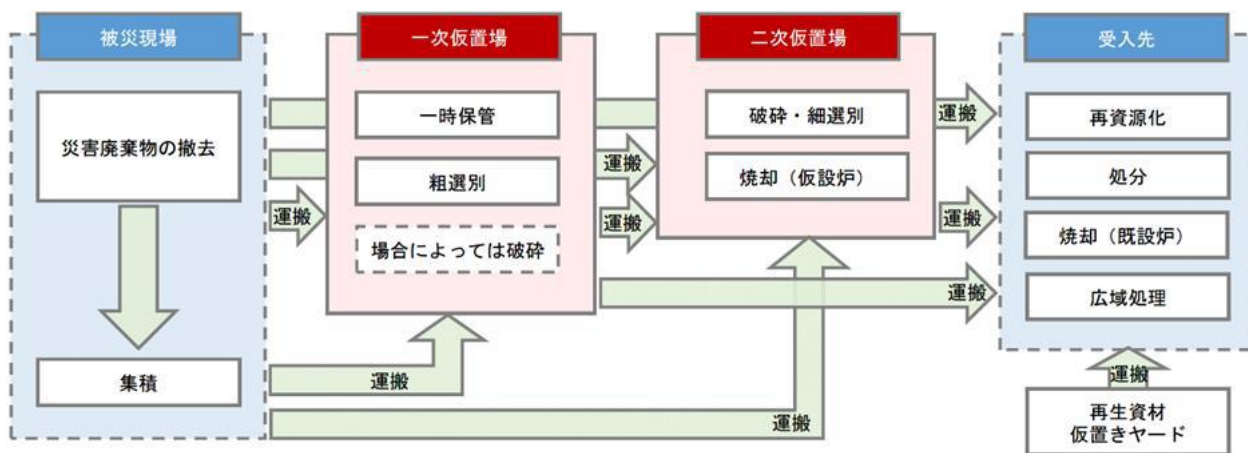 被災現場
災害廃棄物の撤去
集積
運搬
運搬
運搬
一次仮置場
一時保管
粗選別
場合によっては破砕
運搬
運搬
運搬
二次仮置場
破砕・細選別
焼却（仮設炉）
運搬
運搬
受入先
再資源化
処分
焼却（既設炉）
広域処理
運搬
再生資材
仮置きヤード